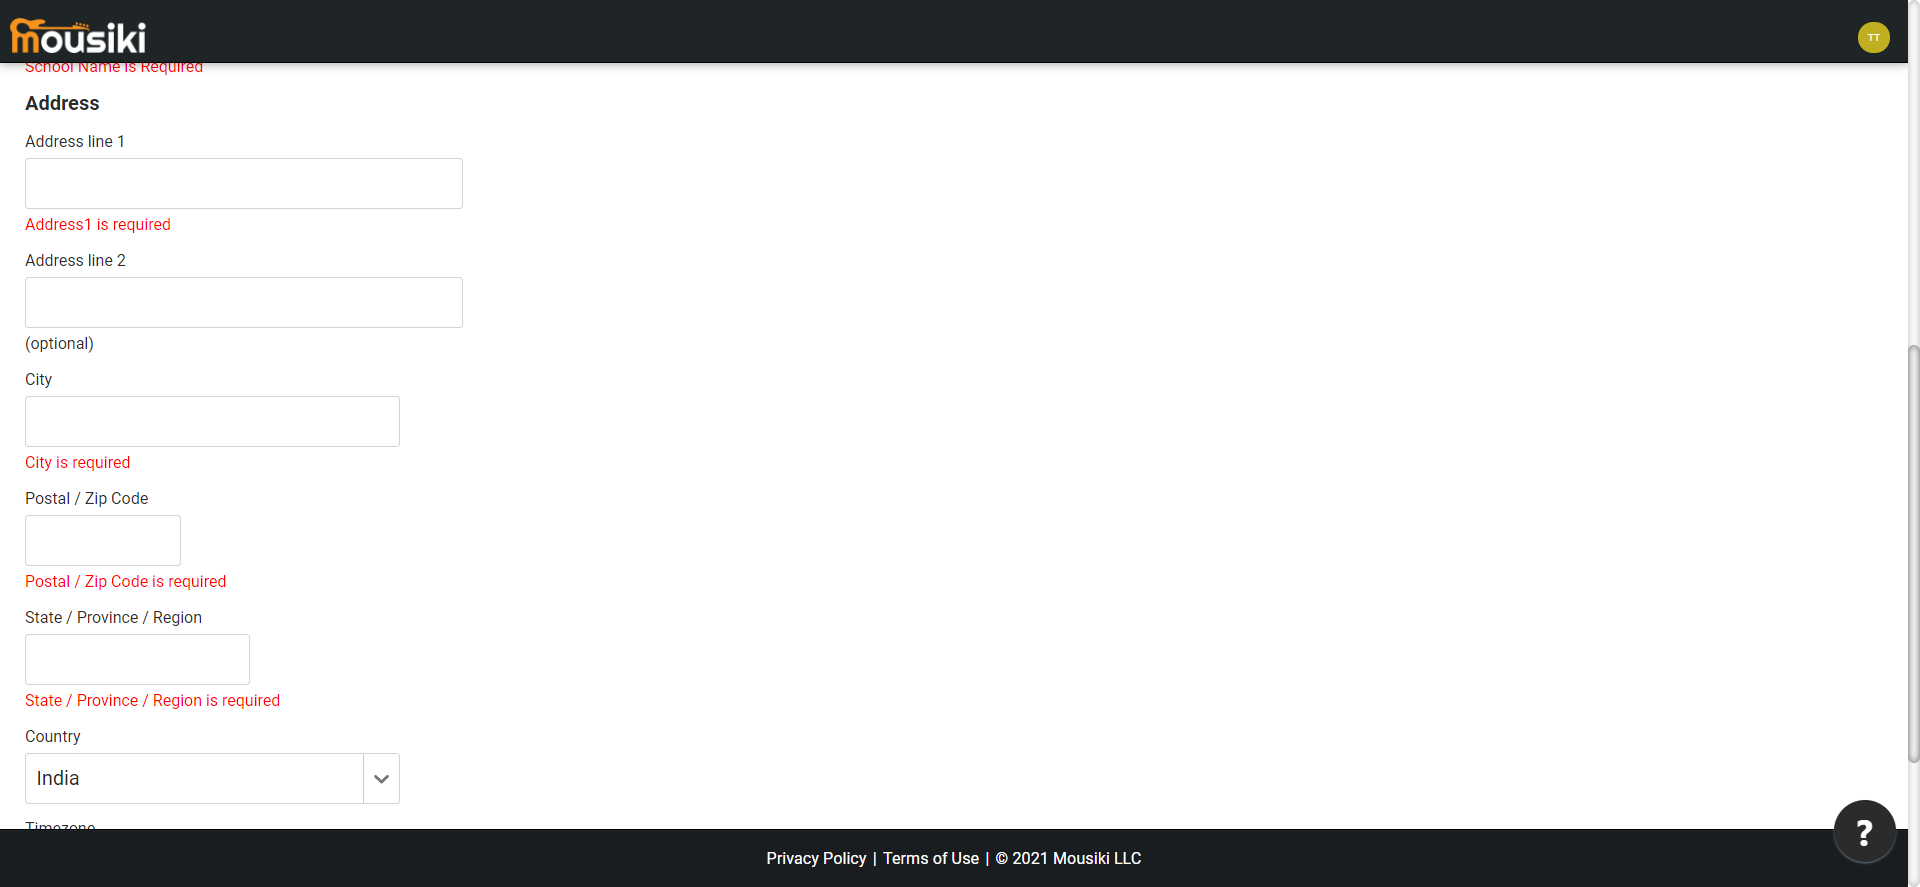 mousiki
TT
School Name is Required
Address
Address line 1
Address1 is required
Address line 2
(optional)
City
City is required
Postal / Zip Code
Postal / Zip Code is required
State / Province / Region
State / Province / Region is required
Country
India
Timezone
?
Privacy Policy | Terms of Use | © 2021 Mousiki LLC